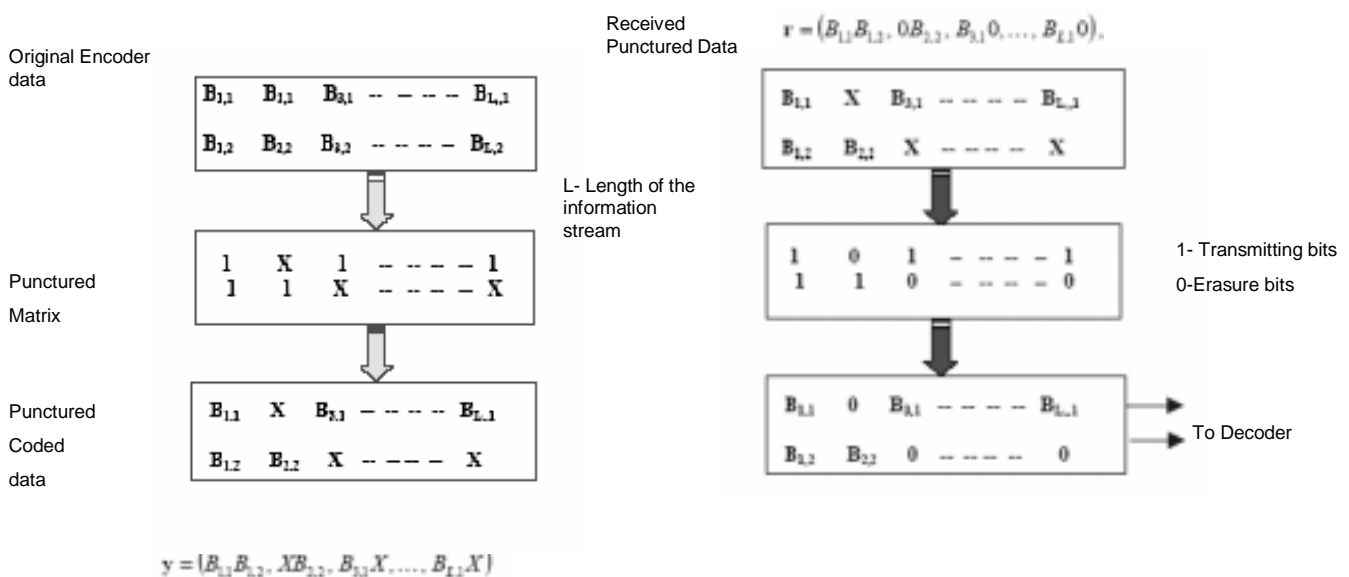 Original Encoder
data
B1,1 B1,1 B3,1 -- -- -- -- -- BL,1
B1,2 B2,2 B3,2 -- -- -- -- -- BL,2
Punctured
Matrix
1 X 1 -- -- -- -- -- 1
1 1 X -- -- -- -- -- X
Punctured
Coded
data
B1,1 X B3,1 -- -- -- -- -- BL,1
B1,2 B2,2 X -- -- -- -- X
y = (B1,1B1,2, XB2,2, B3,1X, ..., BL,1X)
L- Length of the
information
stream
Received
Punctured Data
r = (B1,1B1,2, 0B2,2, B3,10, ..., BL,10),
B1,1 X B3,1 -- -- -- -- -- BL,1
B1,2 B2,2 X -- -- -- -- X
1 0 1 -- -- -- -- -- 1
1 1 0 -- -- -- -- -- 0
1- Transmitting bits
0-Erasure bits
0 B3,1 -- -- -- -- -- BL,1
B2,2 0 -- -- -- -- 0
To Decoder